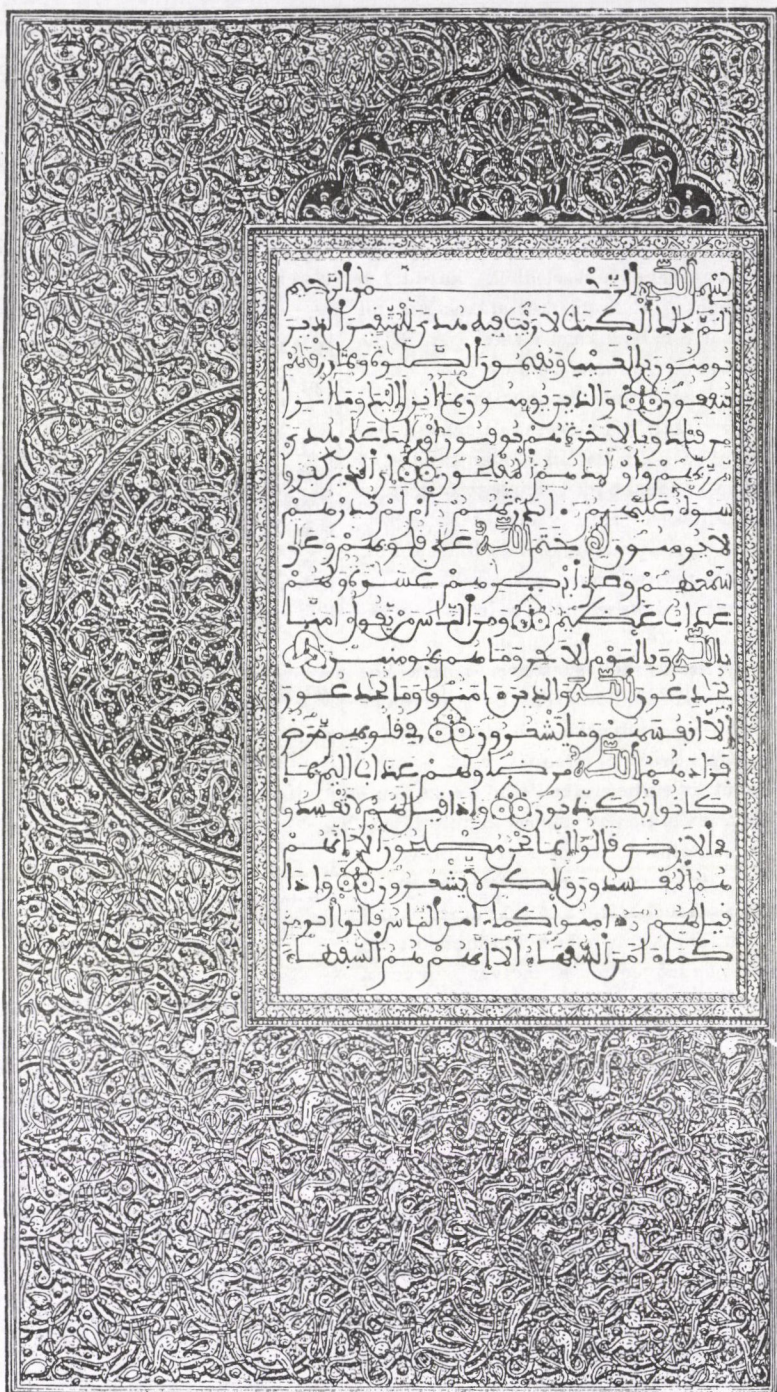 بسم الله الرحمن الرحيم
الم ذلك الكتب لا ريب فيه هدى للمتقين الذين
يومنون بالغيب ويقيمون الصلوة ومما رزقنهم
ينفقون والذين يومنون بما انزل اليك وما انزل
من قبلك وبالاخرة هم يوقنون اوليك على هدى
من ربهم واوليك هم المفلحون ان الذين كفروا
سواء عليهم ءانذرتهم ام لم تنذرهم
لا يومنون ختم الله على قلوبهم وعلى
سمعهم وعلى ابصرهم غشوة ولهم
عذاب عظيم ومن الناس من يقول امنا
بالله وباليوم الاخر وما هم بمومنين
يخدعون الله والذين ءامنوا وما يخدعون
الا انفسهم وما يشعرون في قلوبهم مرض
فزادهم الله مرضا ولهم عذاب اليم بما
كانوا يكذبون واذا قيل لهم لا تفسدوا
في الارض قالوا انما نحن مصلحون الا انهم
هم المفسدون ولكن لا يشعرون واذا
قيل لهم ءامنوا كما ءامن الناس قالوا انومن
كما ءامن السفهاء الا انهم هم السفهاء